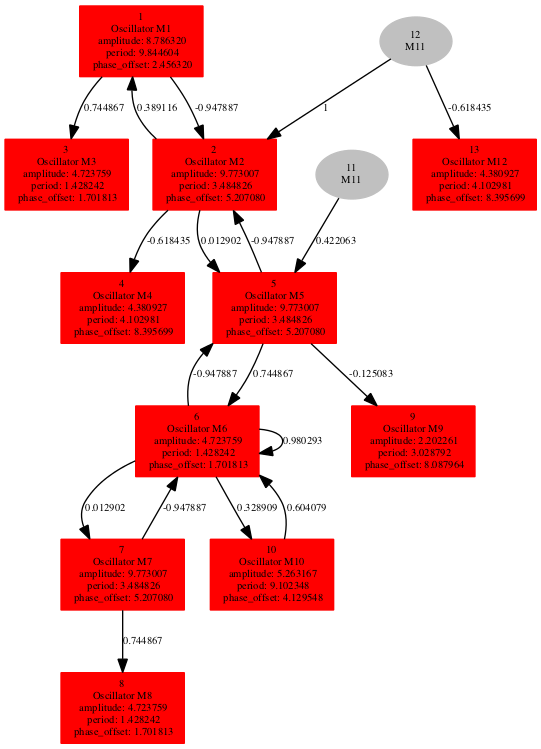 1
Oscillator M1
amplitude: 8.786320
period: 9.844604
phase_offset: 2.456320
12
M11
0.744867
0.389116
-0.947887
1
-0.618435
3
Oscillator M3
amplitude: 4.723759
period: 1.428242
phase_offset: 1.701813
2
Oscillator M2
amplitude: 9.773007
period: 3.484826
phase_offset: 5.207080
11
M11
13
Oscillator M12
amplitude: 4.380927
period: 4.102981
phase_offset: 8.395699
-0.618435
0.012902
-0.947887
0.422063
4
Oscillator M4
amplitude: 4.380927
period: 4.102981
phase_offset: 8.395699
5
Oscillator M5
amplitude: 9.773007
period: 3.484826
phase_offset: 5.207080
-0.947887
0.744867
-0.125083
6
Oscillator M6
amplitude: 4.723759
period: 1.428242
phase_offset: 1.701813
0.980293
9
Oscillator M9
amplitude: 2.202261
period: 3.028792
phase_offset: 8.087964
0.012902
-0.947887
0.328909
0.604079
7
Oscillator M7
amplitude: 9.773007
period: 3.484826
phase_offset: 5.207080
10
Oscillator M10
amplitude: 5.263167
period: 9.102348
phase_offset: 4.129548
0.744867
8
Oscillator M8
amplitude: 4.723759
period: 1.428242
phase_offset: 1.701813